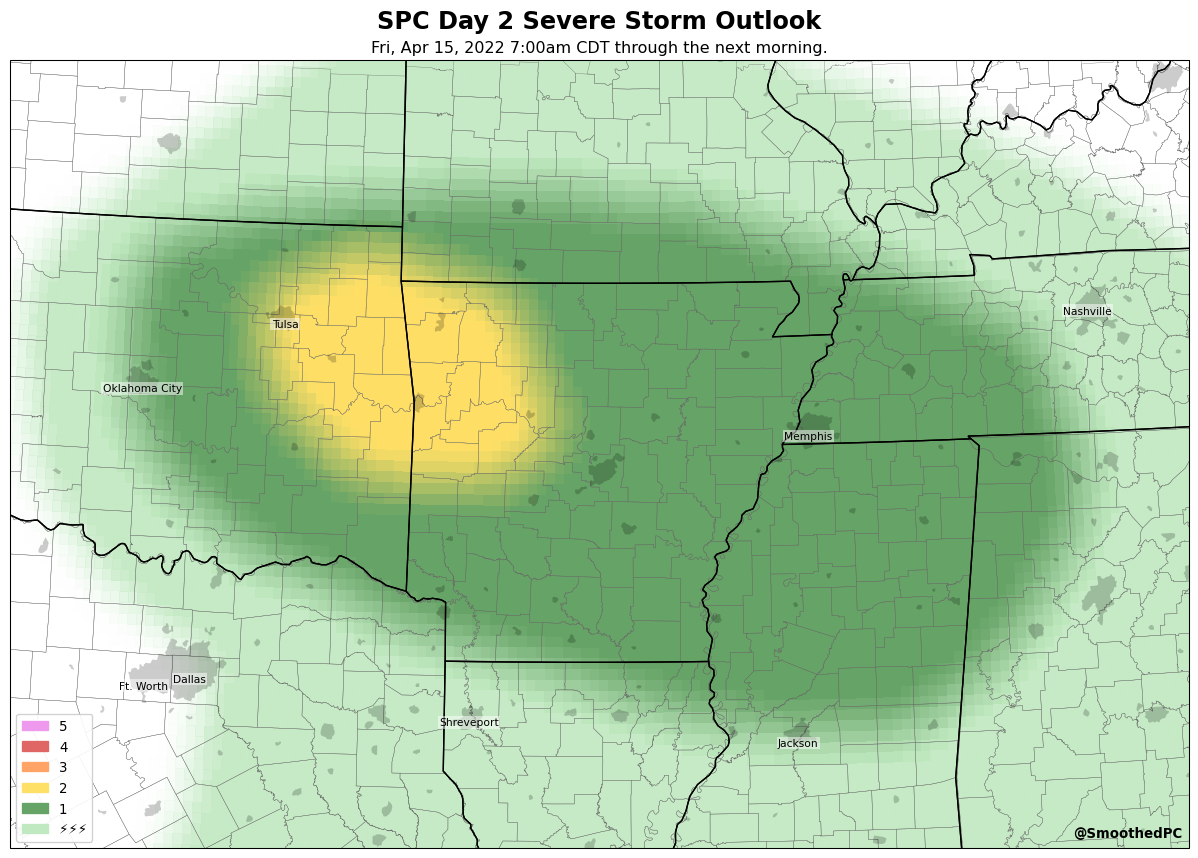 SPC Day 2 Severe Storm Outlook
Fri, Apr 15, 2022 7:00am CDT through the next morning.
Nashville
Tulsa
Oklahoma City
Memphis
Ft. Worth
Dallas
Shreveport
Jackson
5
4
3
2
1
⚡⚡⚡
@SmoothedPC